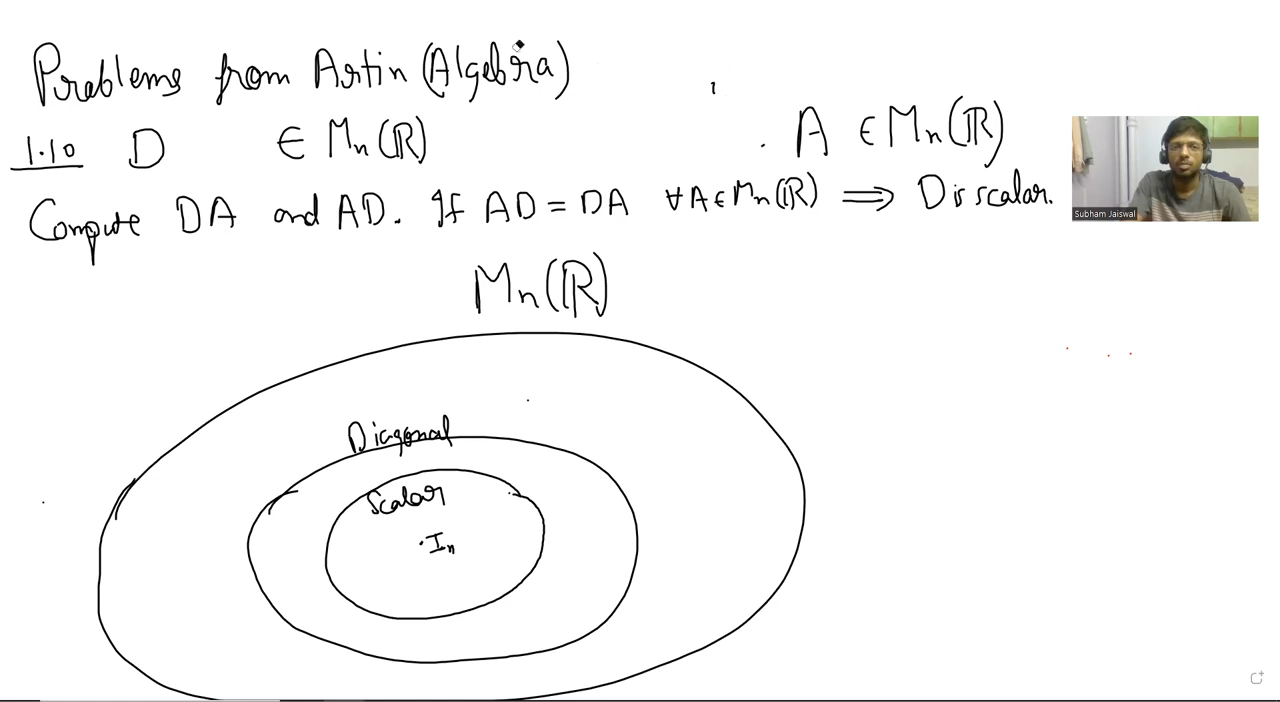 Problems from Artin (Algebra)
1.10 D ∈ Mn(ℝ) . A ∈ Mn(ℝ)
Compute DA and AD. If AD = DA ∀ A ∈ Mn(ℝ) ⟹ D is scalar.
Subham Jaiswal
Mn(ℝ)
Diagonal
Scalar
·In